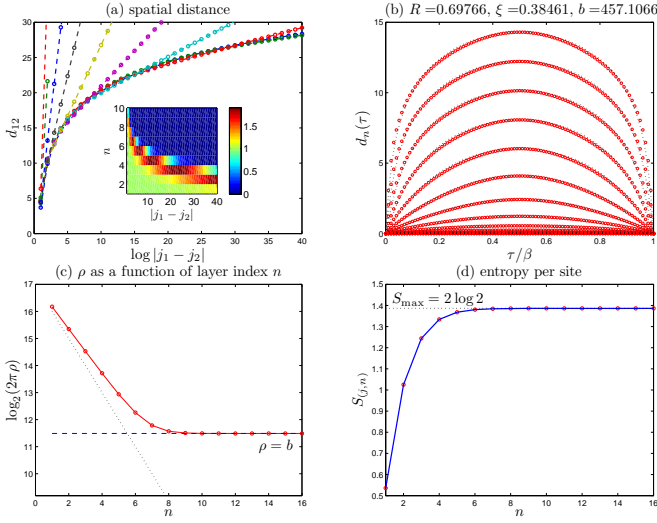 (a) spatial distance
d12
30
25
20
15
10
5
0
0 5 10 15 20 25 30 35 40
log |j1 − j2|
n
10
8
6
4
2
10 20 30 40
|j1 − j2|
1.5
1
0.5
0
(b) R = 0.69766, ξ = 0.38461, b = 457.1066
dn(τ)
15
10
5
0
0 0.2 0.4 0.6 0.8 1
τ/β
(c) ρ as a function of layer index n
log2(2πρ)
16
15
14
13
12
11
10
0 2 4 6 8 10 12 14 16
n
ρ = b
(d) entropy per site
S(j,n)
1.5
1.4
1.3
1.2
1.1
1
0.9
0.8
0.7
0.6
0.5
2 4 6 8 10 12 14 16
n
Smax = 2 log 2